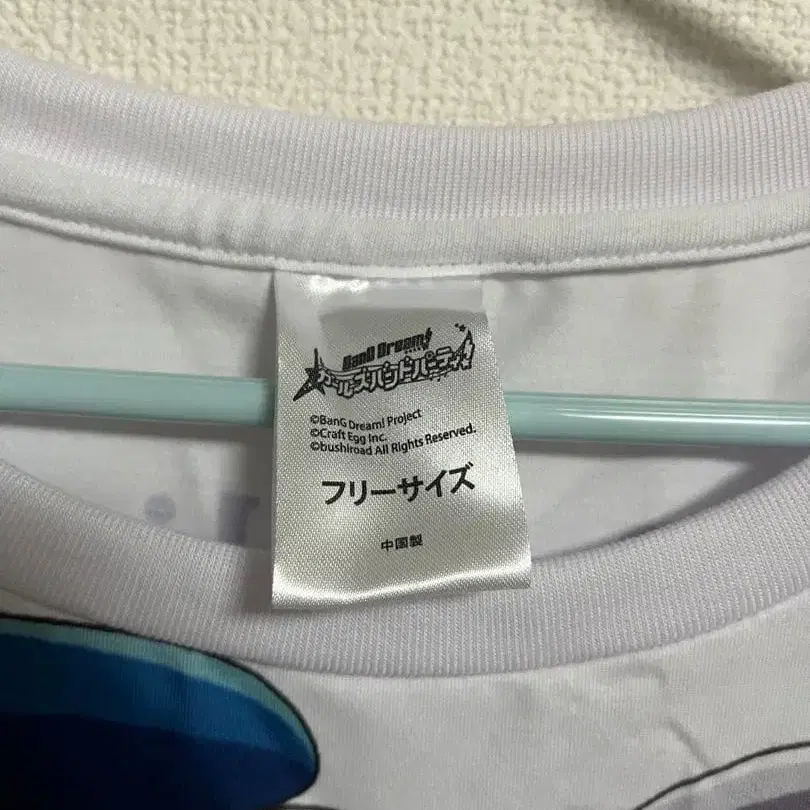 BanG Dream!
ガールズバンドパーティ!
©BanG Dream! Project
©Craft Egg Inc.
©bushiroad All Rights Reserved.
フリーサイズ
中国製